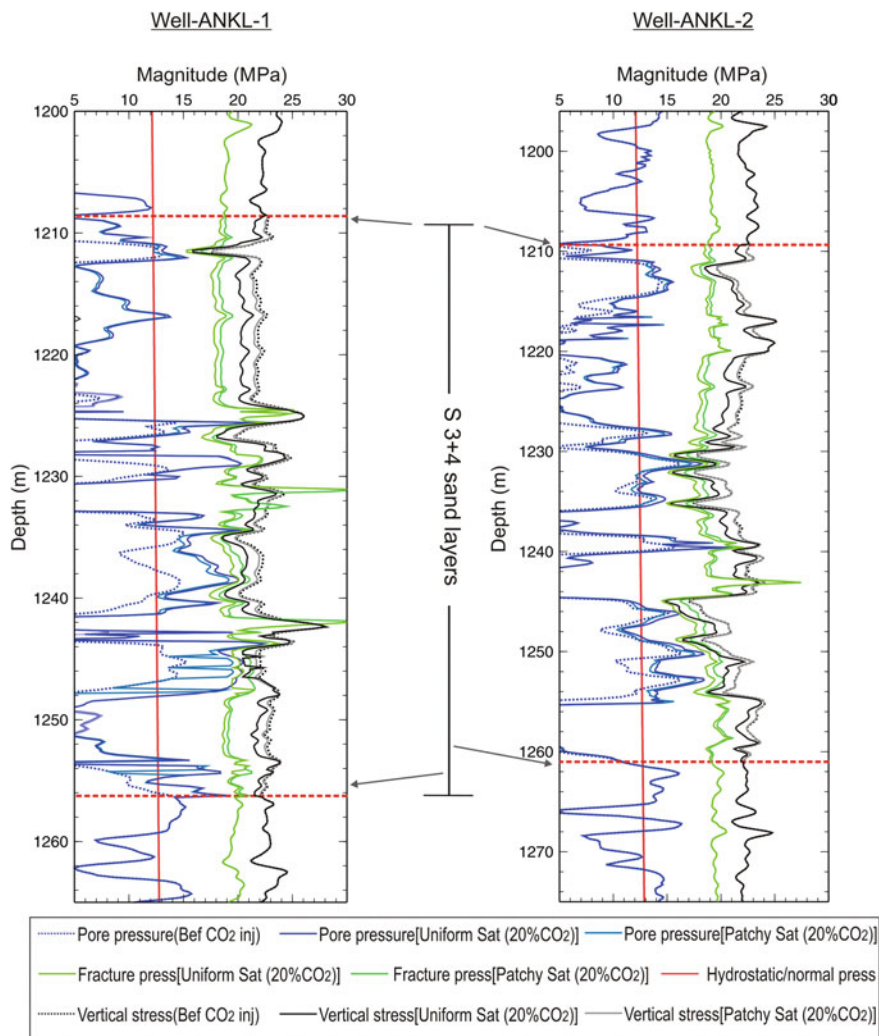 Well-ANKL-1
Well-ANKL-2
Magnitude (MPa)
Magnitude (MPa)
5 10 15 20 25 30
5 10 15 20 25 30
1200
1210
1220
1230
1240
1250
1260
Depth (m)
1200
1210
1220
1230
1240
1250
1260
1270
Depth (m)
S 3+4 sand layers
Pore pressure(Bef CO2 inj) Pore pressure[Uniform Sat (20%CO2)] Pore pressure[Patchy Sat (20%CO2)]
Fracture press[Uniform Sat (20%CO2)] Fracture press[Patchy Sat (20%CO2)] Hydrostatic/normal press
Vertical stress(Bef CO2 inj) Vertical stress[Uniform Sat (20%CO2)] Vertical stress[Patchy Sat (20%CO2)]